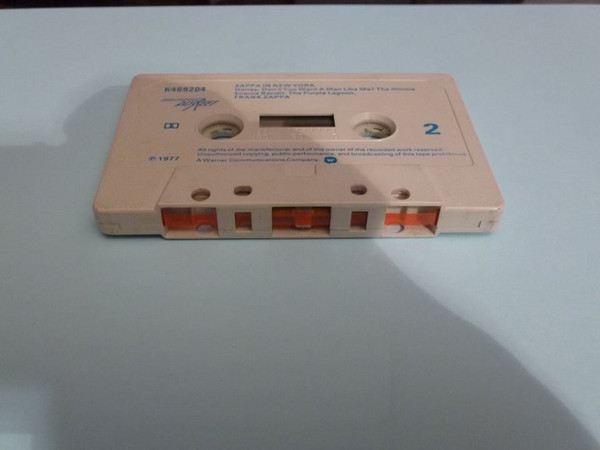 K469204
ZAPPA IN NEW YORK
Honey, Don't You Want A Man Like Me? The Illinois
Enema Bandit. The Purple Lagoon.
FRANK ZAPPA
2
All rights of the manufacturer and of the owner of the recorded work reserved.
Unauthorised copying, public performance, and broadcasting of this tape prohibited.
℗ 1977
A Warner Communications Company.